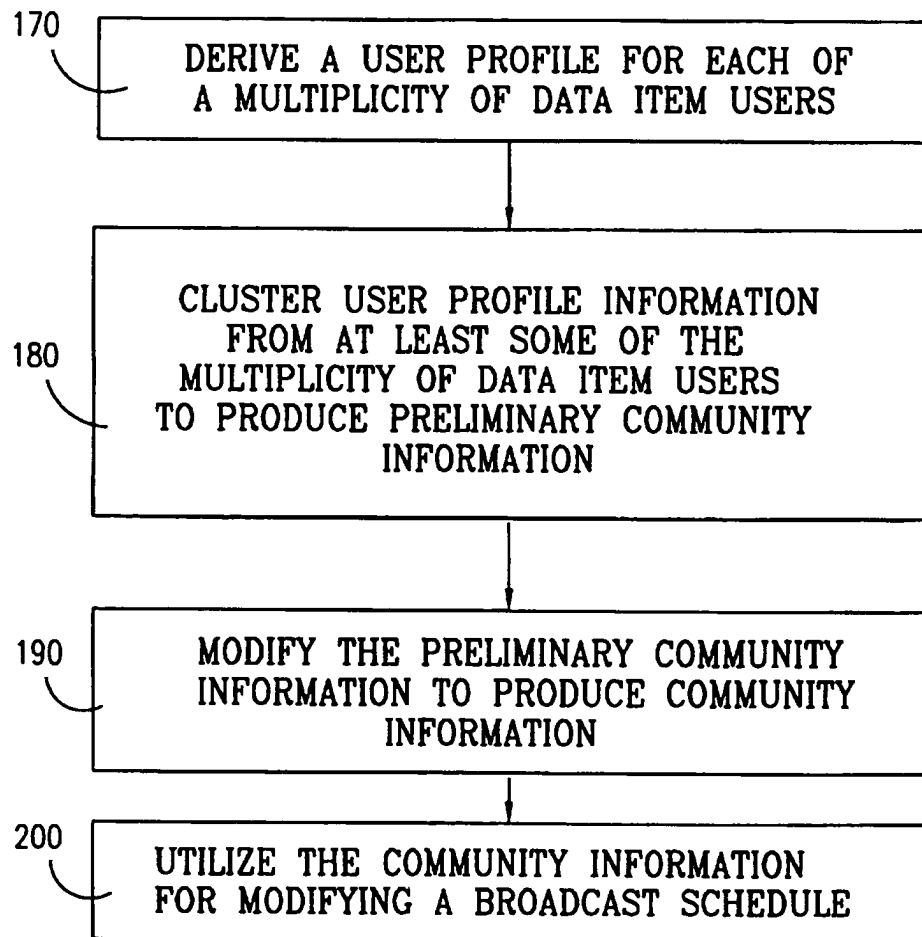 170
DERIVE A USER PROFILE FOR EACH OF
A MULTIPLICITY OF DATA ITEM USERS
180
CLUSTER USER PROFILE INFORMATION
FROM AT LEAST SOME OF THE
MULTIPLICITY OF DATA ITEM USERS
TO PRODUCE PRELIMINARY COMMUNITY
INFORMATION
190
MODIFY THE PRELIMINARY COMMUNITY
INFORMATION TO PRODUCE COMMUNITY
INFORMATION
200
UTILIZE THE COMMUNITY INFORMATION
FOR MODIFYING A BROADCAST SCHEDULE